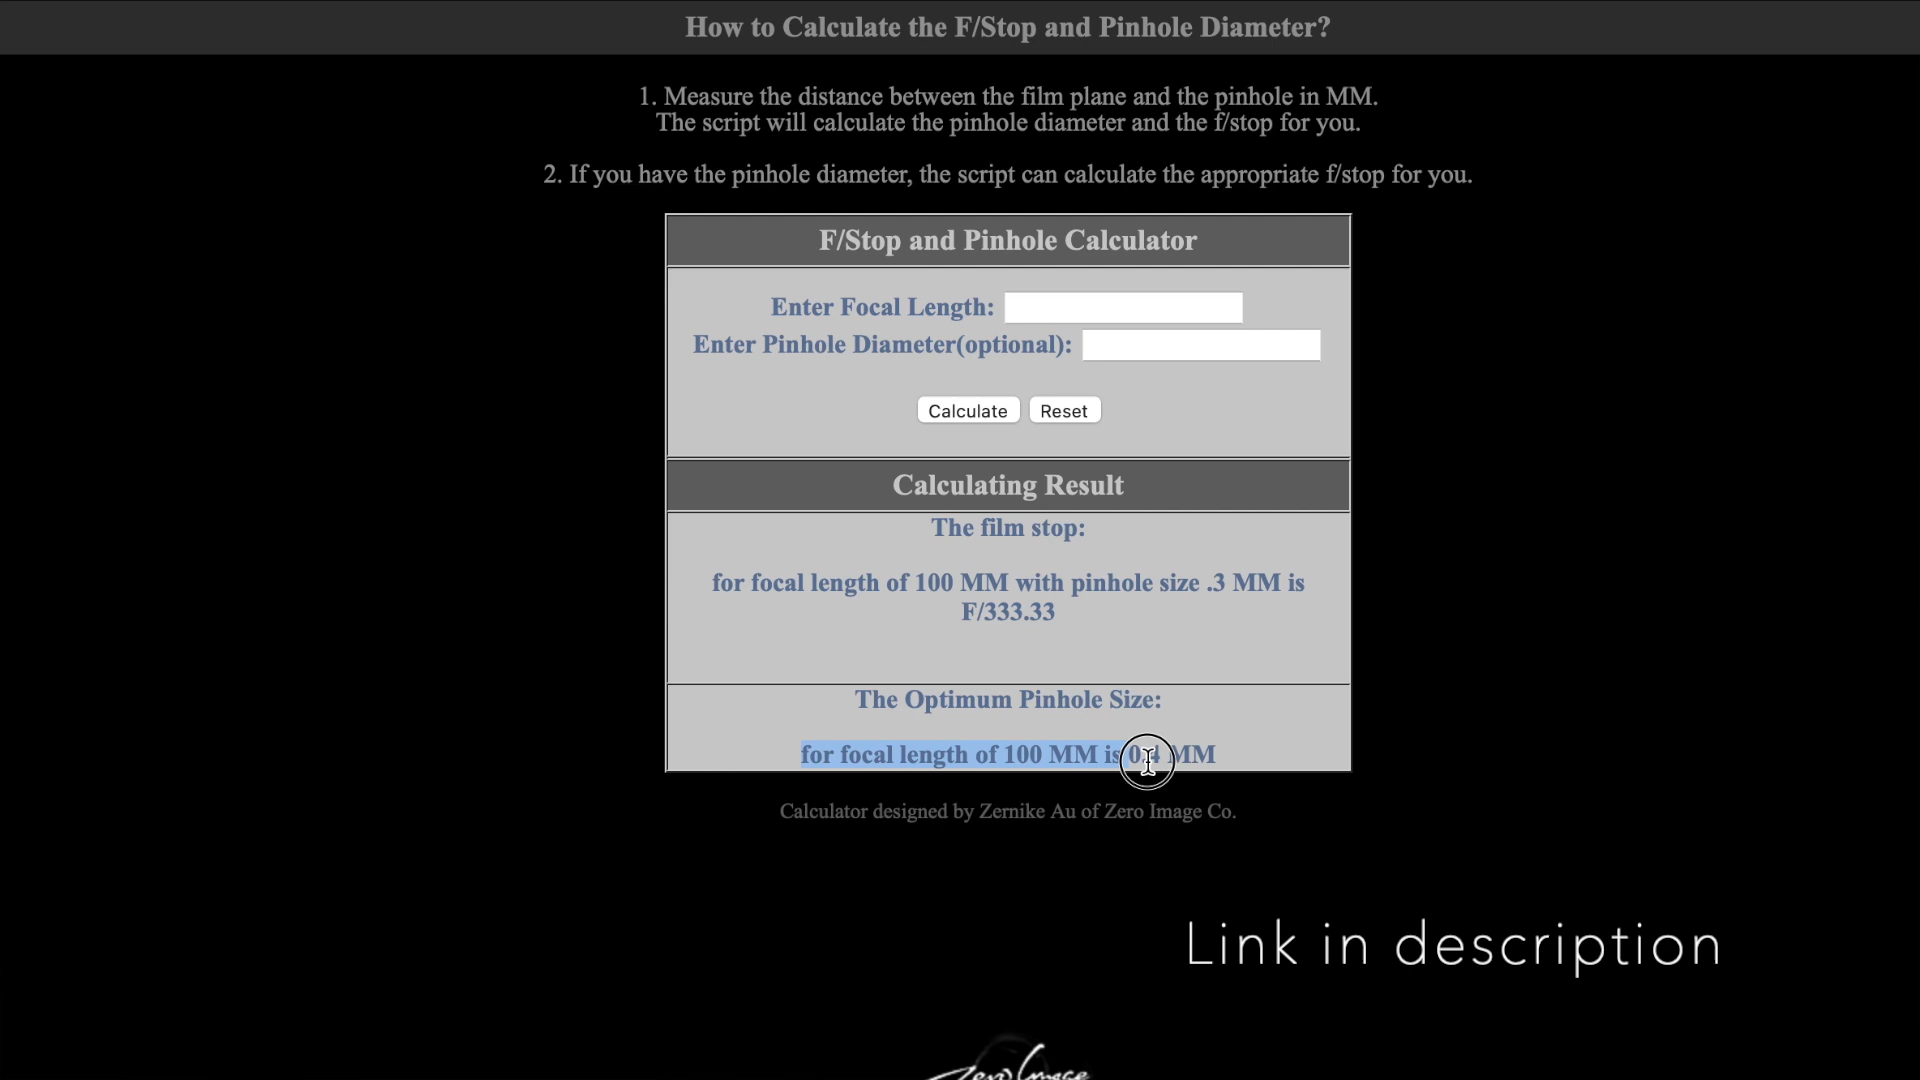 How to Calculate the F/Stop and Pinhole Diameter?
1. Measure the distance between the film plane and the pinhole in MM.
The script will calculate the pinhole diameter and the f/stop for you.
2. If you have the pinhole diameter, the script can calculate the appropriate f/stop for you.
F/Stop and Pinhole Calculator
Enter Focal Length:
Enter Pinhole Diameter(optional):
Calculate Reset
Calculating Result
The film stop:
for focal length of 100 MM with pinhole size .3 MM is
F/333.33
The Optimum Pinhole Size:
for focal length of 100 MM is 0.4 MM
Calculator designed by Zernike Au of Zero Image Co.
Link in description
Zero Image